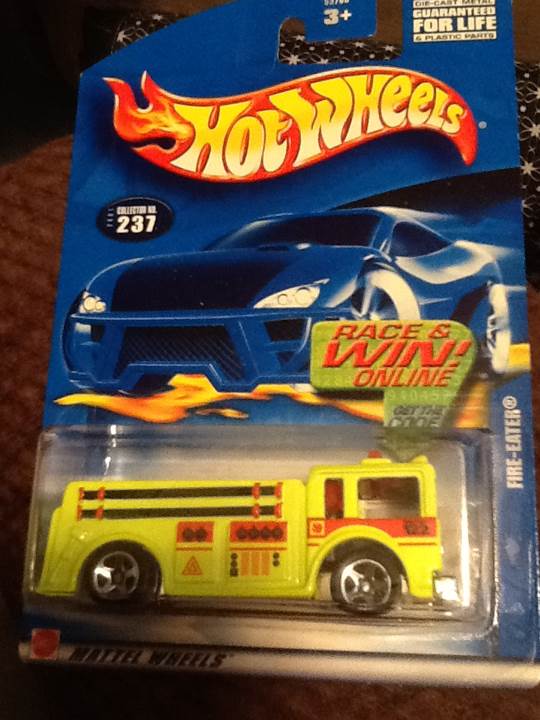 3+
DIE-CAST METAL
GUARANTEED
FOR LIFE
& PLASTIC PARTS
HOT WHEELS
COLLECTOR NO.
237
RACE &
WIN!
ONLINE
GET THE
CODE
FIRE-EATER®
MATTEL WHEELS